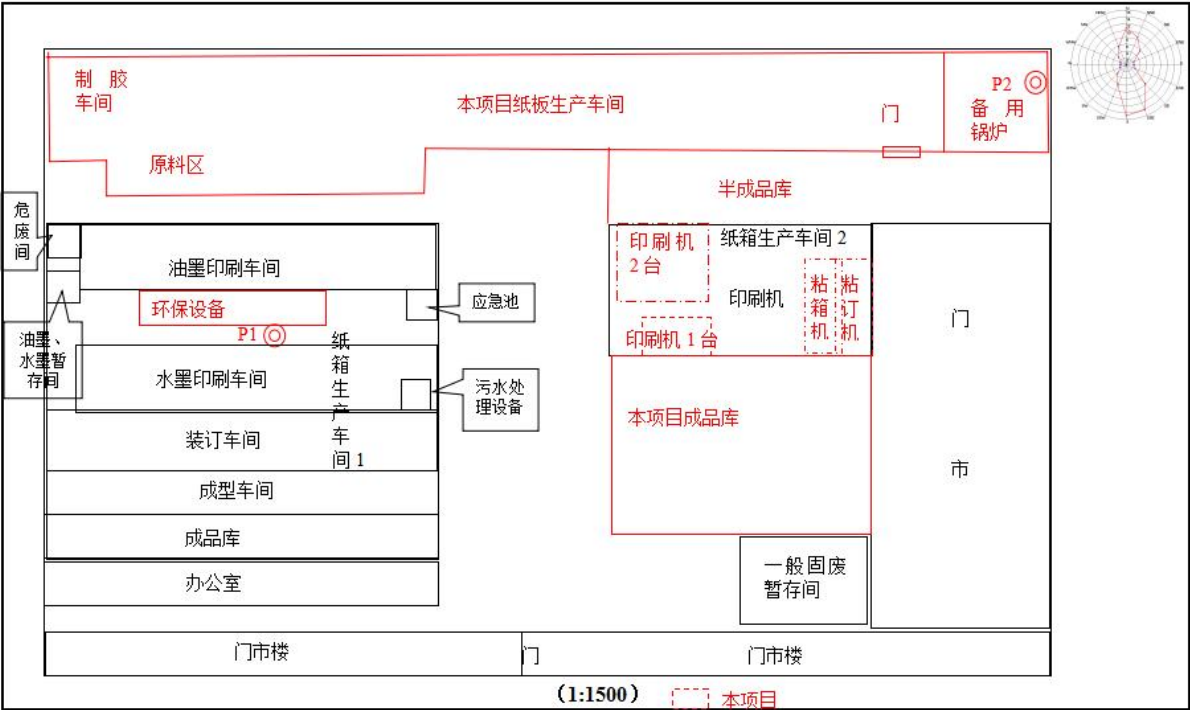 制 胶
车间
本项目纸板生产车间
门
P2
备 用
锅炉
原料区
半成品库
危
废
间
油墨印刷车间
环保设备
P1
应急池
油墨、
水墨暂
存间
水墨印刷车间
纸
箱
生
产
车
间 1
污水处
理设备
装订车间
成型车间
成品库
办公室
印刷机
2 台
纸箱生产车间 2
印刷机
粘
箱
机
粘
订
机
印刷机 1 台
本项目成品库
门
市
一般固废
暂存间
门市楼
门
门市楼
（1:1500）
本项目